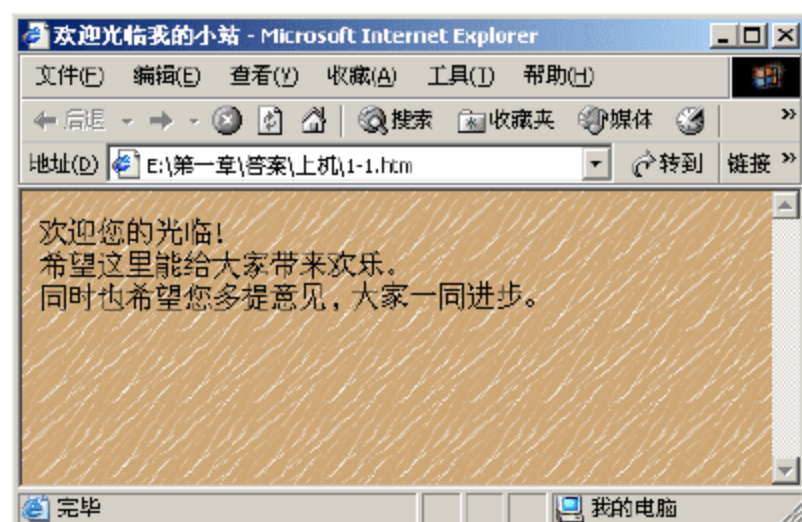 欢迎光临我的小站 - Microsoft Internet Explorer
文件(F) 编辑(E) 查看(V) 收藏(A) 工具(T) 帮助(H)
后退 搜索 收藏夹 媒体 »
地址(D) E:\第一章\答案\上机\1-1.htm 转到 链接 »
欢迎您的光临!
希望这里能给大家带来欢乐。
同时也希望您多提意见,大家一同进步。
完毕 我的电脑